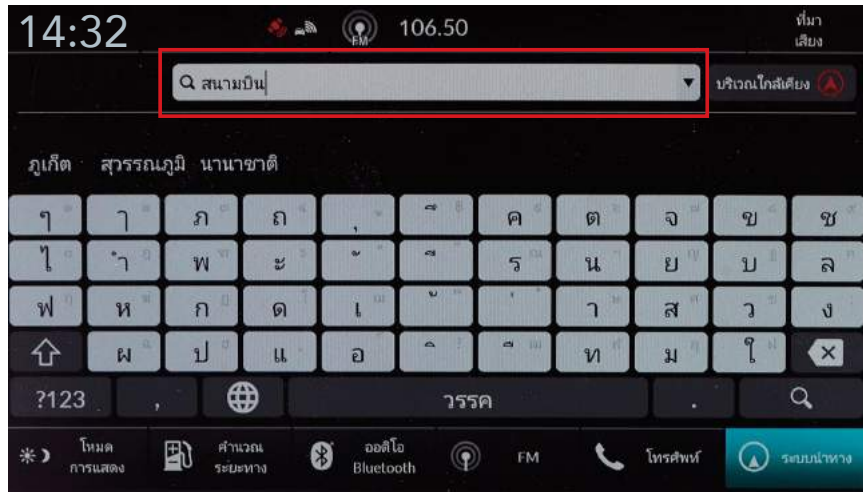 14:32 FM 106.50 ที่มา เสียง
สนามบิน บริเวณใกล้เคียง
ภูเก็ต สุวรรณภูมิ นานาชาติ
ๆ า ภ ถ ุ ึ ค ต จ ข ช
ไ ำ พ ะ ั ี ร น ย บ ล
ฟ ห ก ด เ ้ ่ า ส ว ง
ผ ป แ อ ิ ื ท ม ใ
?123 , วรรค .
โหมด การแสดง คำนวณ ระยะทาง ออดิโอ Bluetooth FM โทรศัพท์ ระบบนำทาง